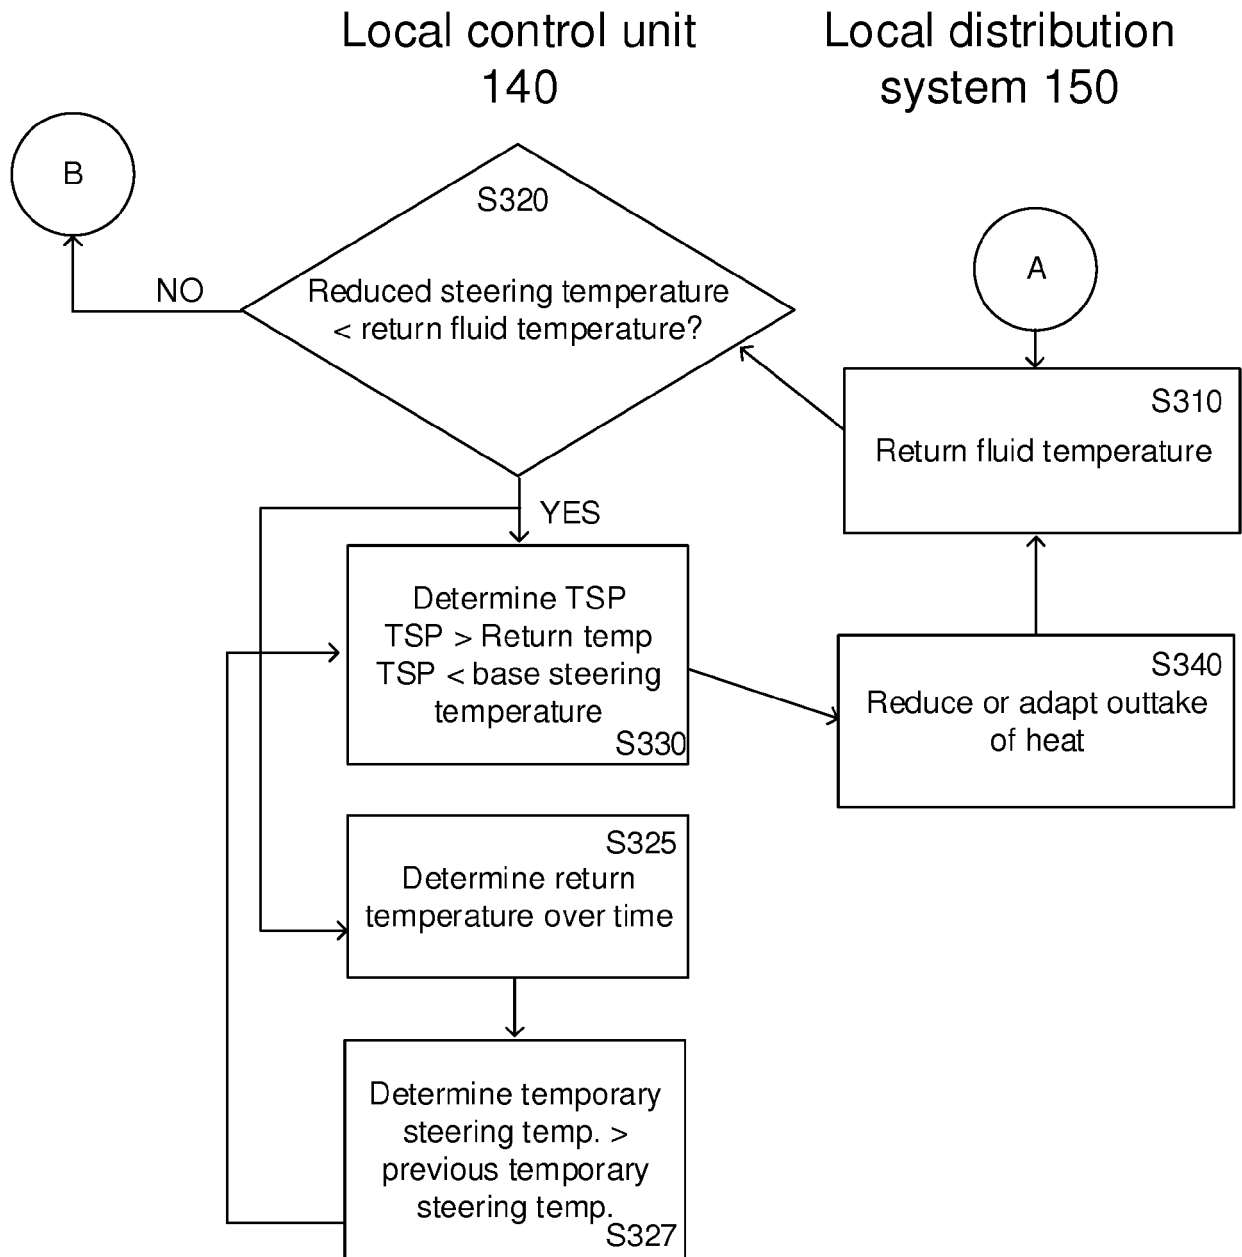 Local control unit
140
Local distribution
system 150
B
S320
Reduced steering temperature
< return fluid temperature?
NO
YES
A
S310
Return fluid temperature
Determine TSP
TSP > Return temp
TSP < base steering
temperature
S330
S340
Reduce or adapt outtake
of heat
S325
Determine return
temperature over time
Determine temporary
steering temp. >
previous temporary
steering temp.
S327